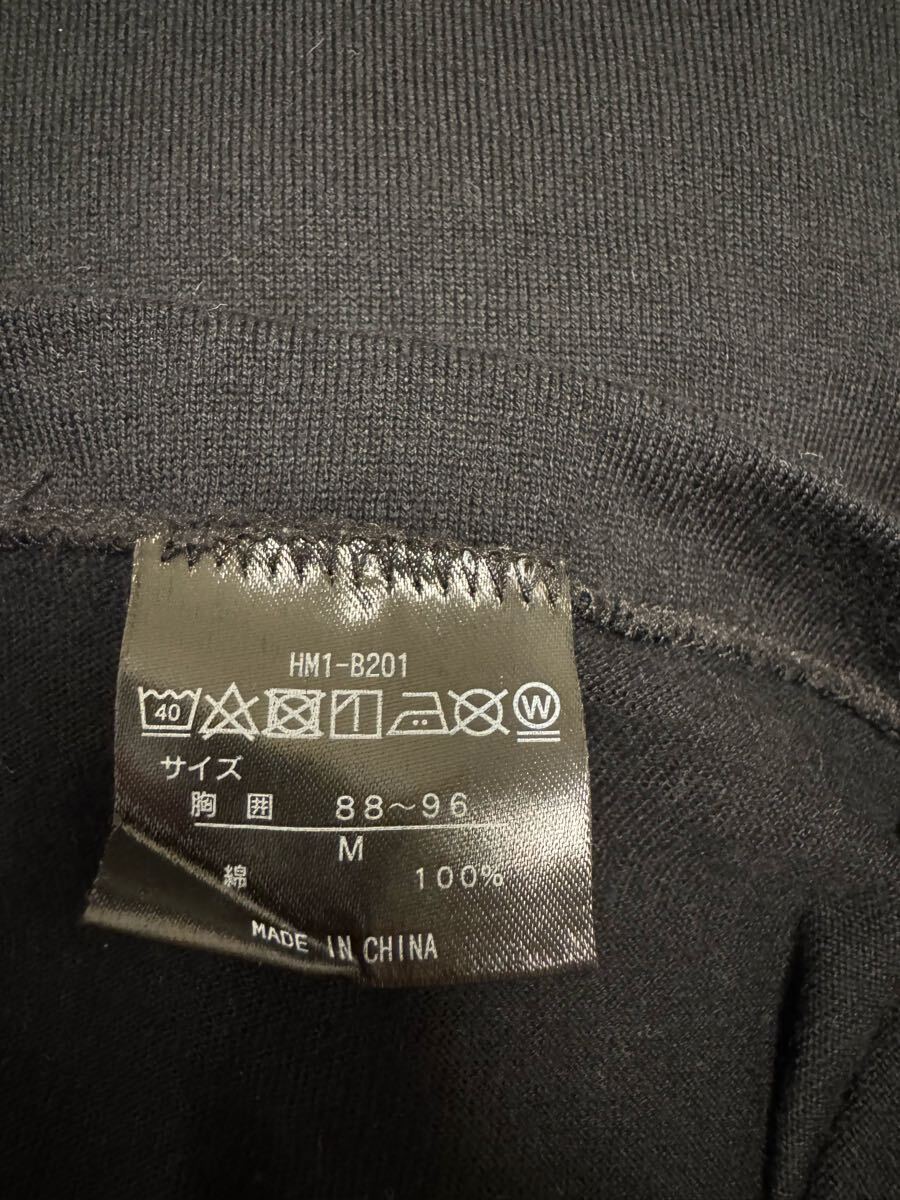 HM1-B201
40 W
サイズ
胸囲 88～96
M
綿 100%
MADE IN CHINA